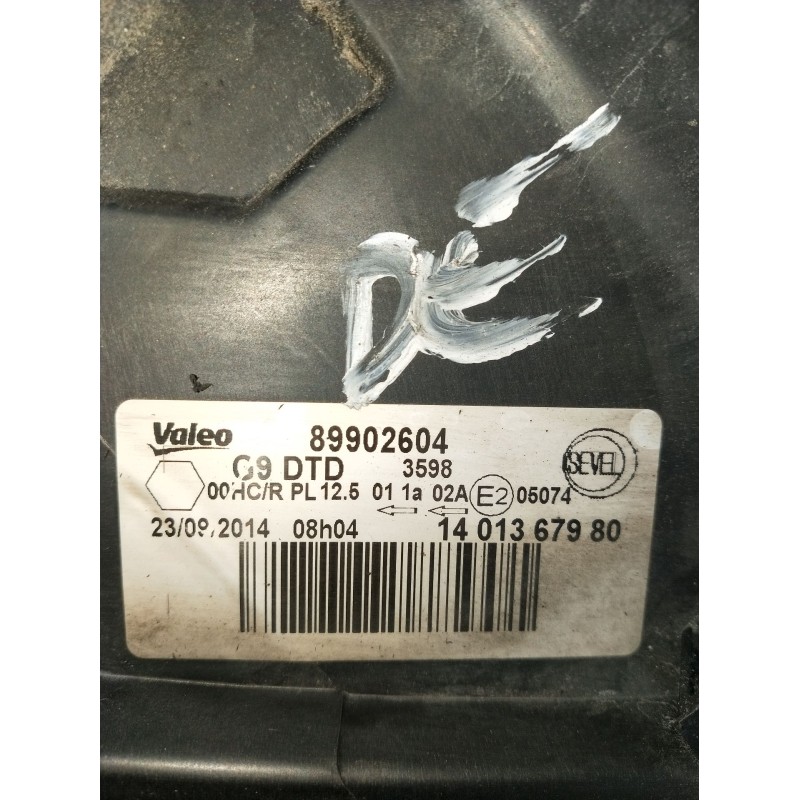 DE
Valeo 89902604
G9 DTD 3598 SEVEL
00HC/R PL 12.5 01 1a 02A E2 05074
23/09/2014 08h04 14 013 679 80